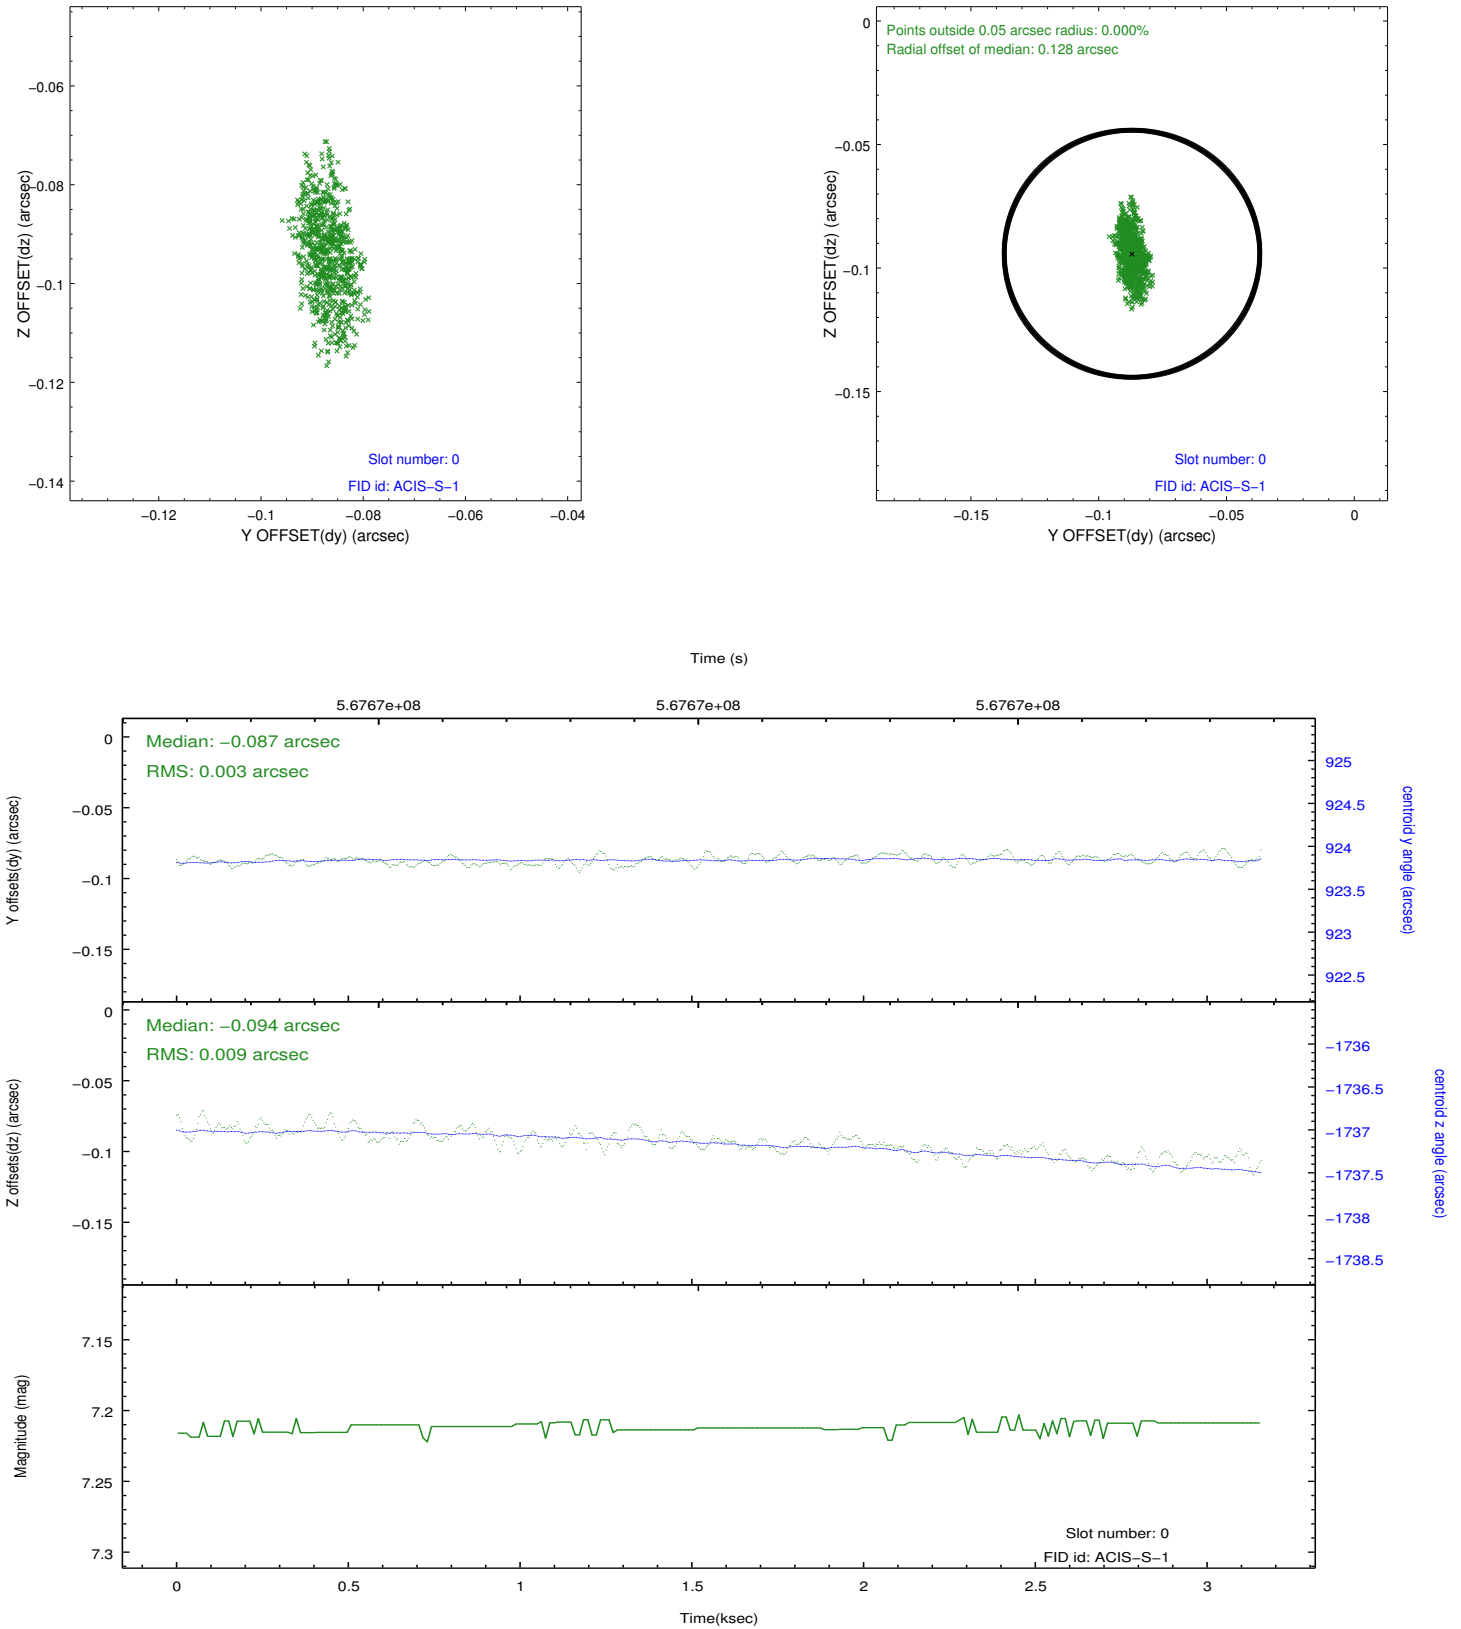 −0.06
−0.08
−0.1
−0.12
−0.14
Z OFFSET(dz) (arcsec)
−0.12
−0.1
−0.08
−0.06
−0.04
Y OFFSET(dy) (arcsec)
Slot number: 0
FID id: ACIS−S−1
Points outside 0.05 arcsec radius: 0.000%
Radial offset of median: 0.128 arcsec
0
−0.05
−0.1
−0.15
Z OFFSET(dz) (arcsec)
−0.15
−0.1
−0.05
0
Y OFFSET(dy) (arcsec)
Slot number: 0
FID id: ACIS−S−1
Time (s)
5.6767e+08
5.6767e+08
5.6767e+08
Median: −0.087 arcsec
RMS: 0.003 arcsec
0
−0.05
−0.1
−0.15
Y offsets(dy) (arcsec)
925
924.5
924
923.5
923
922.5
centroid y angle (arcsec)
Median: −0.094 arcsec
RMS: 0.009 arcsec
0
−0.05
−0.1
−0.15
Z offsets(dz) (arcsec)
−1736
−1736.5
−1737
−1737.5
−1738
−1738.5
centroid z angle (arcsec)
7.15
7.2
7.25
7.3
Magnitude (mag)
Slot number: 0
FID id: ACIS−S−1
0
0.5
1
1.5
2
2.5
3
Time(ksec)